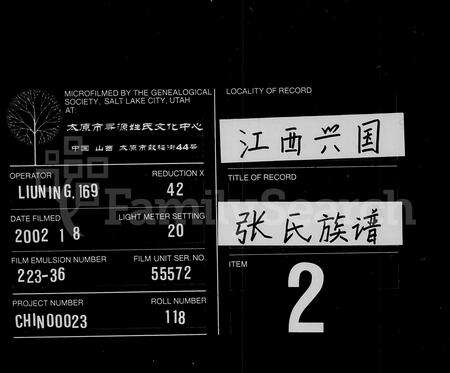 MICROFILMED BY THE GENEALOGICAL
SOCIETY, SALT LAKE CITY, UTAH
AT:
太原市寻源姓氏文化中心
中国 山西 太原市鼓楼街44号
OPERATOR
LIUNING,169
REDUCTION X
42
DATE FILMED
2002 1 8
LIGHT METER SETTING
20
FILM EMULSION NUMBER
223-36
FILM UNIT SER. NO.
55572
PROJECT NUMBER
CHIN00023
ROLL NUMBER
118
LOCALITY OF RECORD
江西兴国
TITLE OF RECORD
张氏族谱
ITEM
2
FamilySearch